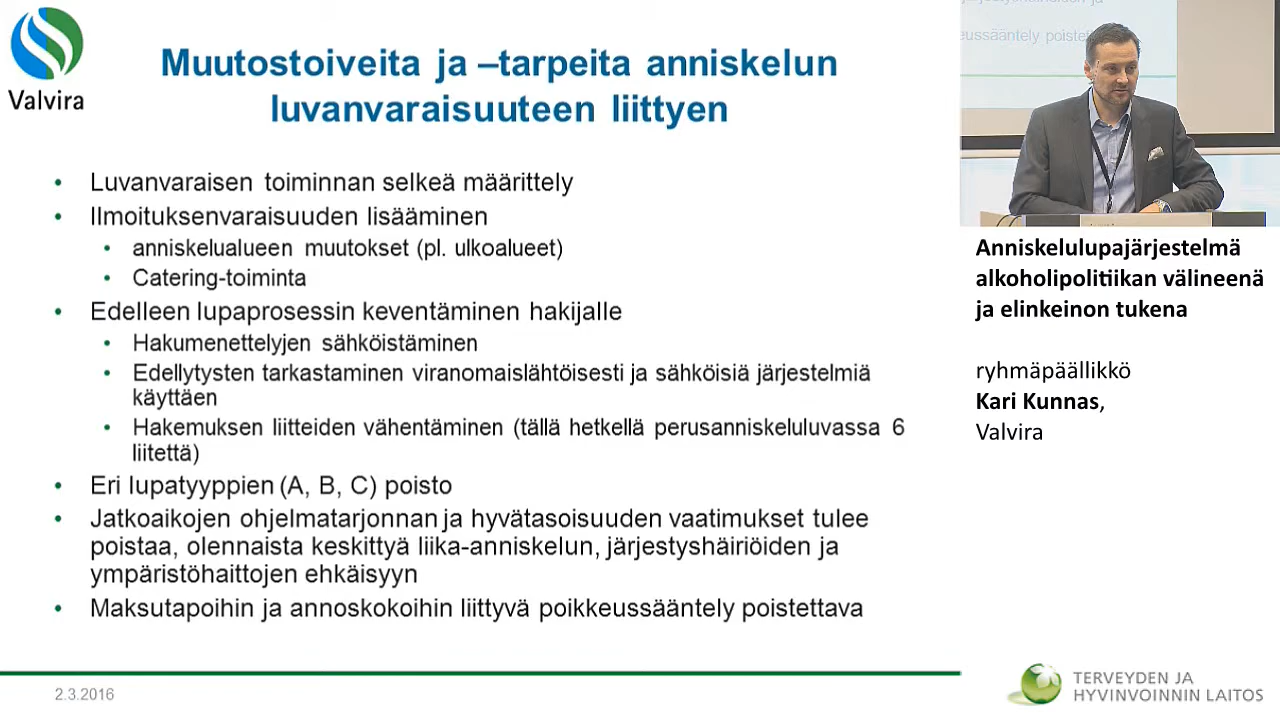 Valvira
Muutostoiveita ja –tarpeita anniskelun
luvanvaraisuuteen liittyen
• Luvanvaraisen toiminnan selkeä määrittely
• Ilmoituksenvaraisuuden lisääminen
• anniskelualueen muutokset (pl. ulkoalueet)
• Catering-toiminta
• Edelleen lupaprosessin keventäminen hakijalle
• Hakumenettelyjen sähköistäminen
• Edellytysten tarkastaminen viranomaislähtöisesti ja sähköisiä järjestelmiä
käyttäen
• Hakemuksen liitteiden vähentäminen (tällä hetkellä perusanniskeluluvassa 6
liitettä)
• Eri lupatyyppien (A, B, C) poisto
• Jatkoaikojen ohjelmatarjonnan ja hyvätasoisuuden vaatimukset tulee
poistaa, olennaista keskittyä liika-anniskelun, järjestyshäiriöiden ja
ympäristöhaittojen ehkäisyyn
• Maksutapoihin ja annoskokoihin liittyvä poikkeussääntely poistettava
2.3.2016
Anniskelulupajärjestelmä
alkoholipolitiikan välineenä
ja elinkeinon tukena
ryhmäpäällikkö
Kari Kunnas,
Valvira
TERVEYDEN JA
HYVINVOINNIN LAITOS